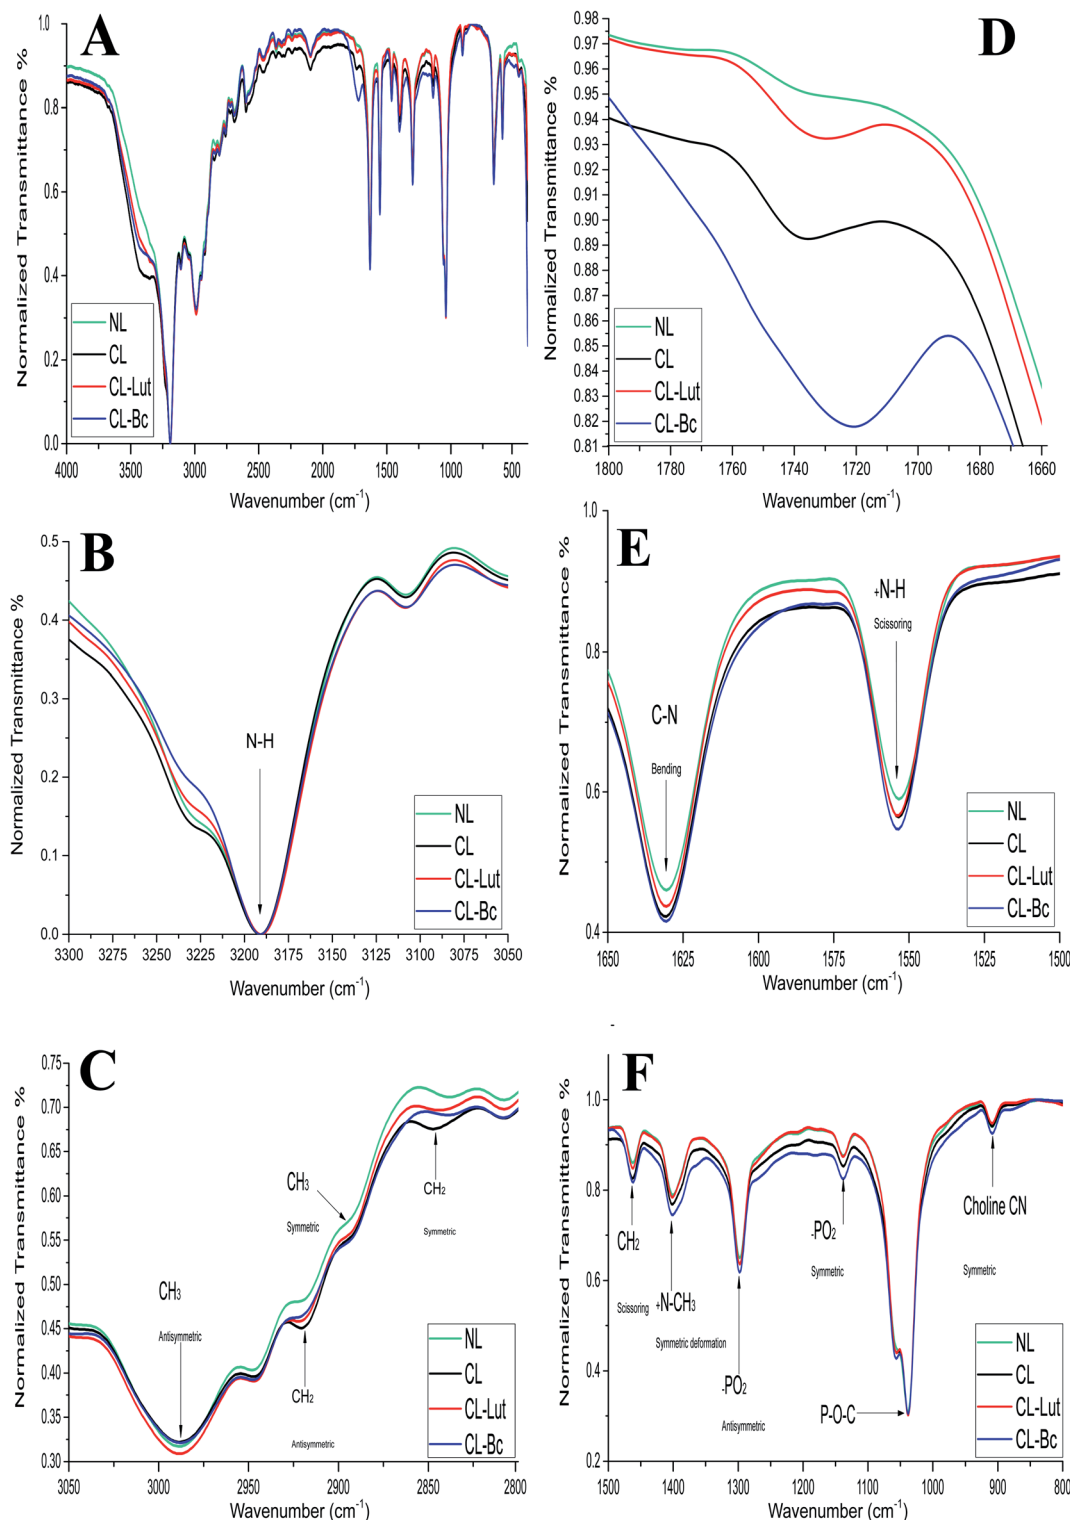 A
Normalized Transmittance %
1.0
0.8
0.6
0.4
0.2
0.0
NL
CL
CL-Lut
CL-Bc
4000 3500 3000 2500 2000 1500 1000 500
Wavenumber (cm-1)
D
Normalized Transmittance %
0.98
0.97
0.96
0.95
0.94
0.93
0.92
0.91
0.90
0.89
0.88
0.87
0.86
0.85
0.84
0.83
0.82
0.81
NL
CL
CL-Lut
CL-Bc
1800 1780 1760 1740 1720 1700 1680 1660
Wavenumber (cm-1)
B
Normalized Transmittance %
0.5
0.4
0.3
0.2
0.1
0.0
N-H
NL
CL
CL-Lut
CL-Bc
3300 3275 3250 3225 3200 3175 3150 3125 3100 3075 3050
Wavenumber (cm-1)
E
Normalized Transmittance %
1.0
0.8
0.6
0.4
+N-H
Scissoring
C-N
Bending
NL
CL
CL-Lut
CL-Bc
1650 1625 1600 1575 1550 1525 1500
Wavenumber (cm-1)
C
Normalized Transmittance %
0.75
0.70
0.65
0.60
0.55
0.50
0.45
0.40
0.35
0.30
CH3
Symmetric
CH2
Symmetric
CH3
Antisymmetric
CH2
Antisymmetric
NL
CL
CL-Lut
CL-Bc
3050 3000 2950 2900 2850 2800
Wavenumber (cm-1)
-
F
Normalized Transmittance %
1.0
0.8
0.6
0.4
0.2
CH2
Scissoring
+N-CH3
Symmetric deformation
-PO2
Antisymmetric
-PO2
Symmetric
P-O-C
Choline CN
Symmetric
NL
CL
CL-Lut
CL-Bc
1500 1400 1300 1200 1100 1000 900 800
Wavenumber (cm-1)